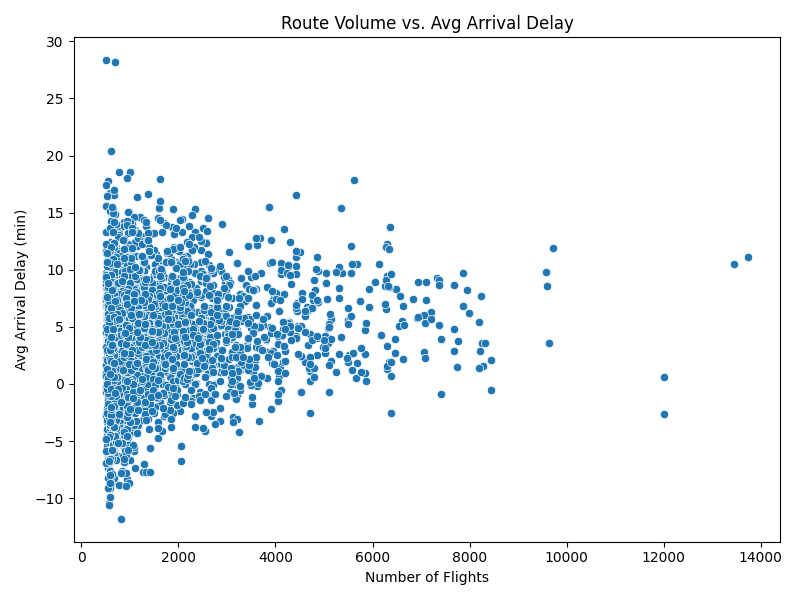 Route Volume vs. Avg Arrival Delay
30
25
20
15
10
5
0
−5
−10
Avg Arrival Delay (min)
0 2000 4000 6000 8000 10000 12000 14000
Number of Flights